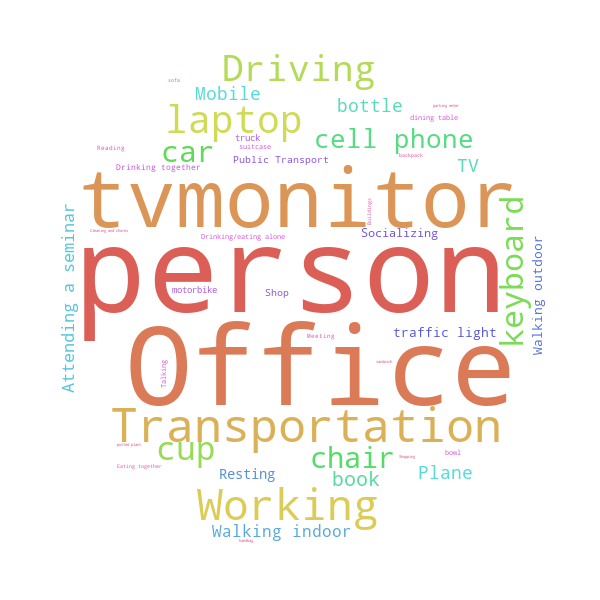 Driving
sofa
Mobile
bottle
parking meter
laptop
dining table
truck
cell phone
suitcase
Reading
car
Public Transport
backpack
Drinking together
TV
tvmonitor
keyboard
Attending a seminar
Buildings
Cleaning and chores
Drinking/eating alone
Socializing
Walking outdoor
person
motorbike
Shop
traffic light
Meeting
Office
Talking
sandwich
Transportation
potted plant
cup
chair
bowl
Shopping
Eating together
Resting
book
Plane
Working
Walking indoor